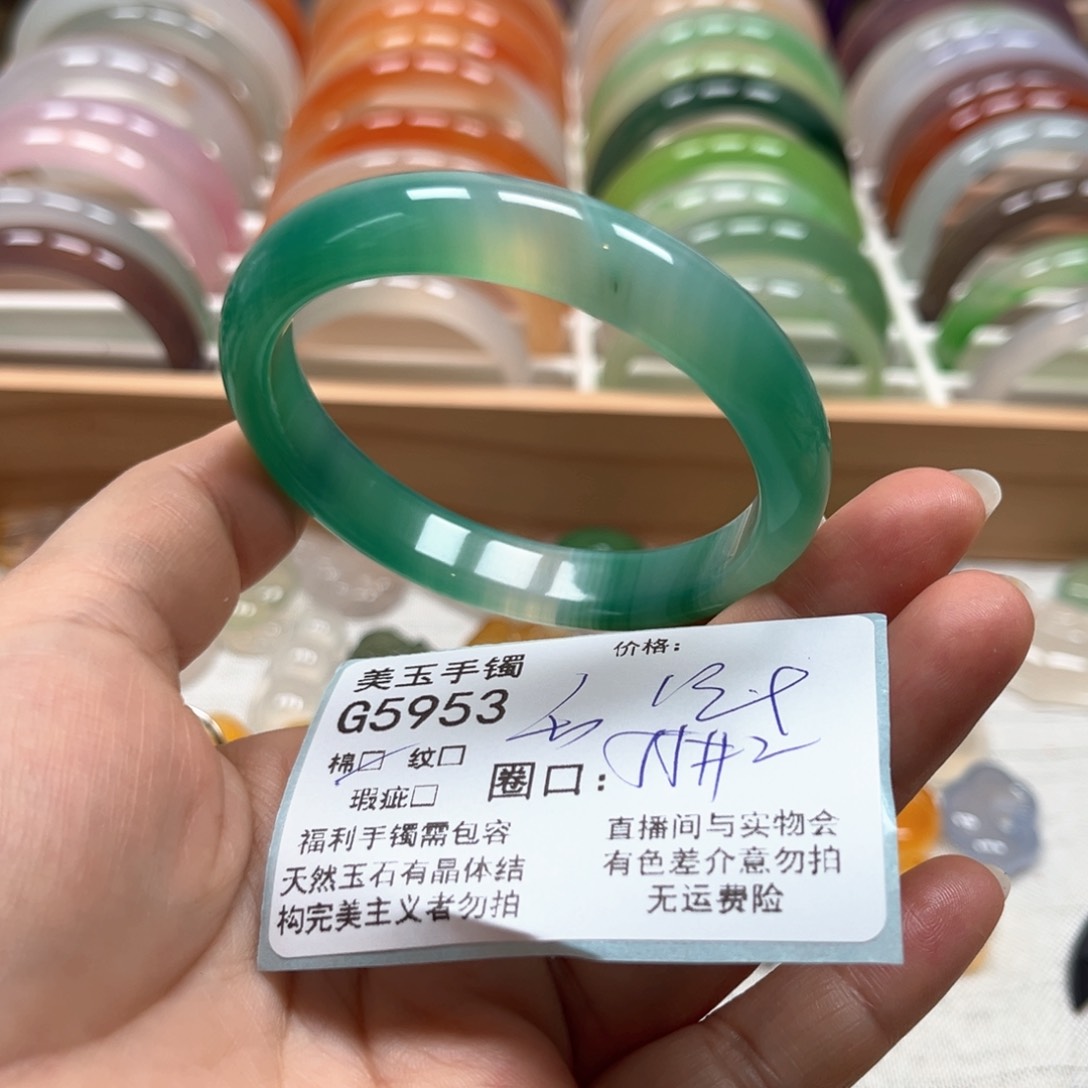 美玉手镯
价格：
G5953
棉☑ 纹□
瑕疵□
圈口：
福利手镯需包容
天然玉石有晶体结
构完美主义者勿拍
直播间与实物会
有色差介意勿拍
无运费险